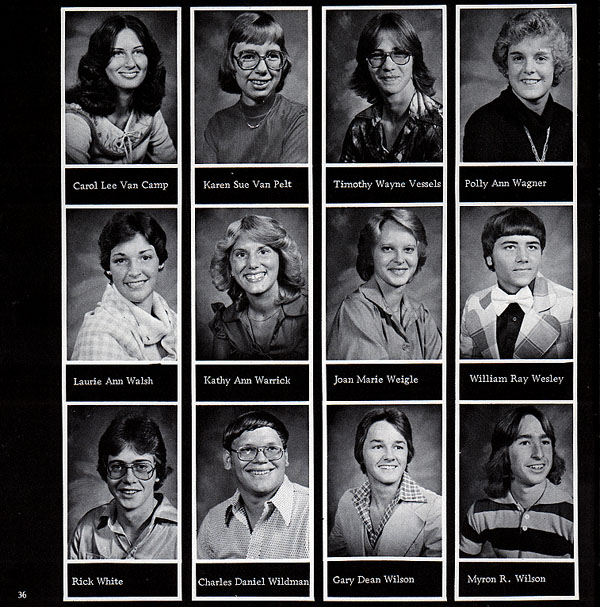 Carol Lee Van Camp
Karen Sue Van Pelt
Timothy Wayne Vessels
Polly Ann Wagner
Laurie Ann Walsh
Kathy Ann Warrick
Joan Marie Weigle
William Ray Wesley
Rick White
Charles Daniel Wildman
Gary Dean Wilson
Myron R. Wilson
36